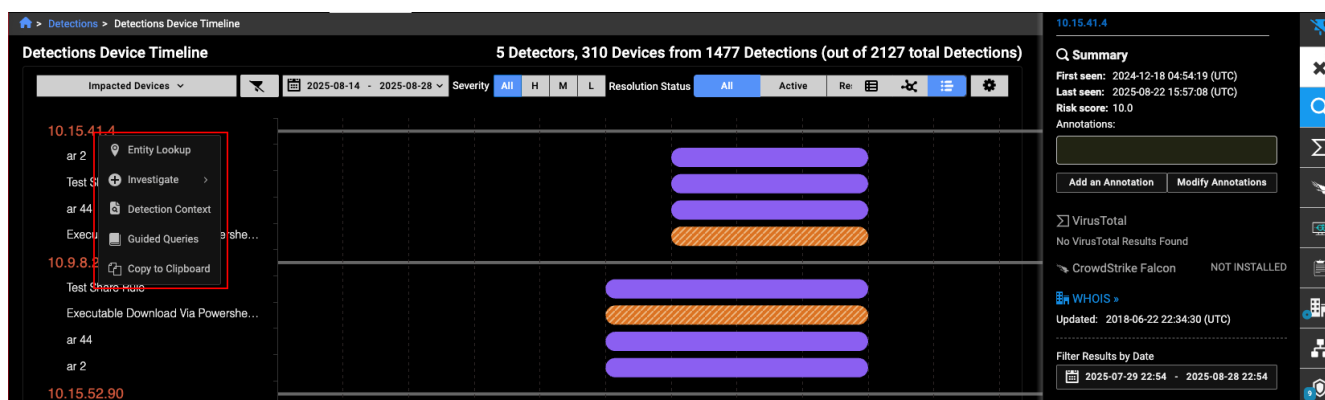 > Detections > Detections Device Timeline
Detections Device Timeline
5 Detectors, 310 Devices from 1477 Detections (out of 2127 total Detections)
Impacted Devices
2025-08-14 - 2025-08-28
Severity
All
H
M
L
Resolution Status
All
Active
10.15.41.4
ar 2
ar 44
Entity Lookup
Investigate >
Detection Context
Guided Queries
Copy to Clipboard
Test Share Rule
Executable Download Via Powershe...
ar 44
ar 2
10.15.52.90
10.15.41.4
Summary
First seen: 2024-12-18 04:54:19 (UTC)
Last seen: 2025-08-22 15:57:08 (UTC)
Risk score: 10.0
Annotations:
Add an Annotation
Modify Annotations
VirusTotal
No VirusTotal Results Found
CrowdStrike Falcon NOT INSTALLED
WHOIS »
Updated: 2018-06-22 22:34:30 (UTC)
Filter Results by Date
2025-07-29 22:54 - 2025-08-28 22:54
9